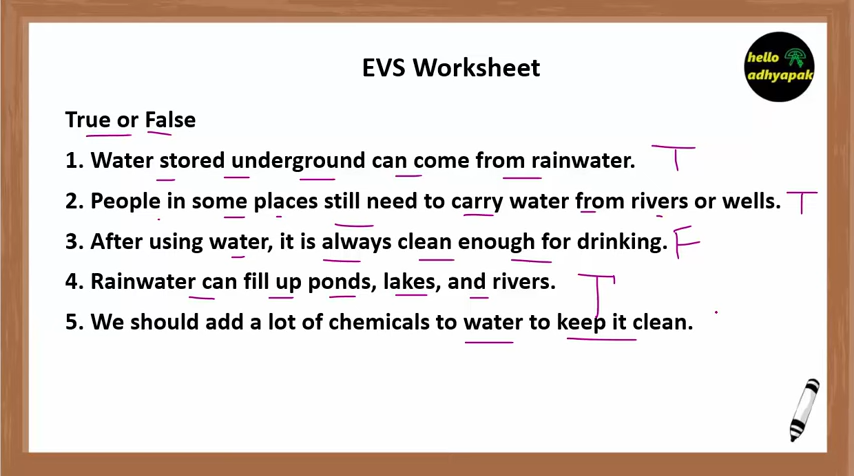 hello
adhyapak
EVS Worksheet
True or False
1. Water stored underground can come from rainwater. T
2. People in some places still need to carry water from rivers or wells. T
3. After using water, it is always clean enough for drinking. F
4. Rainwater can fill up ponds, lakes, and rivers. T
5. We should add a lot of chemicals to water to keep it clean.